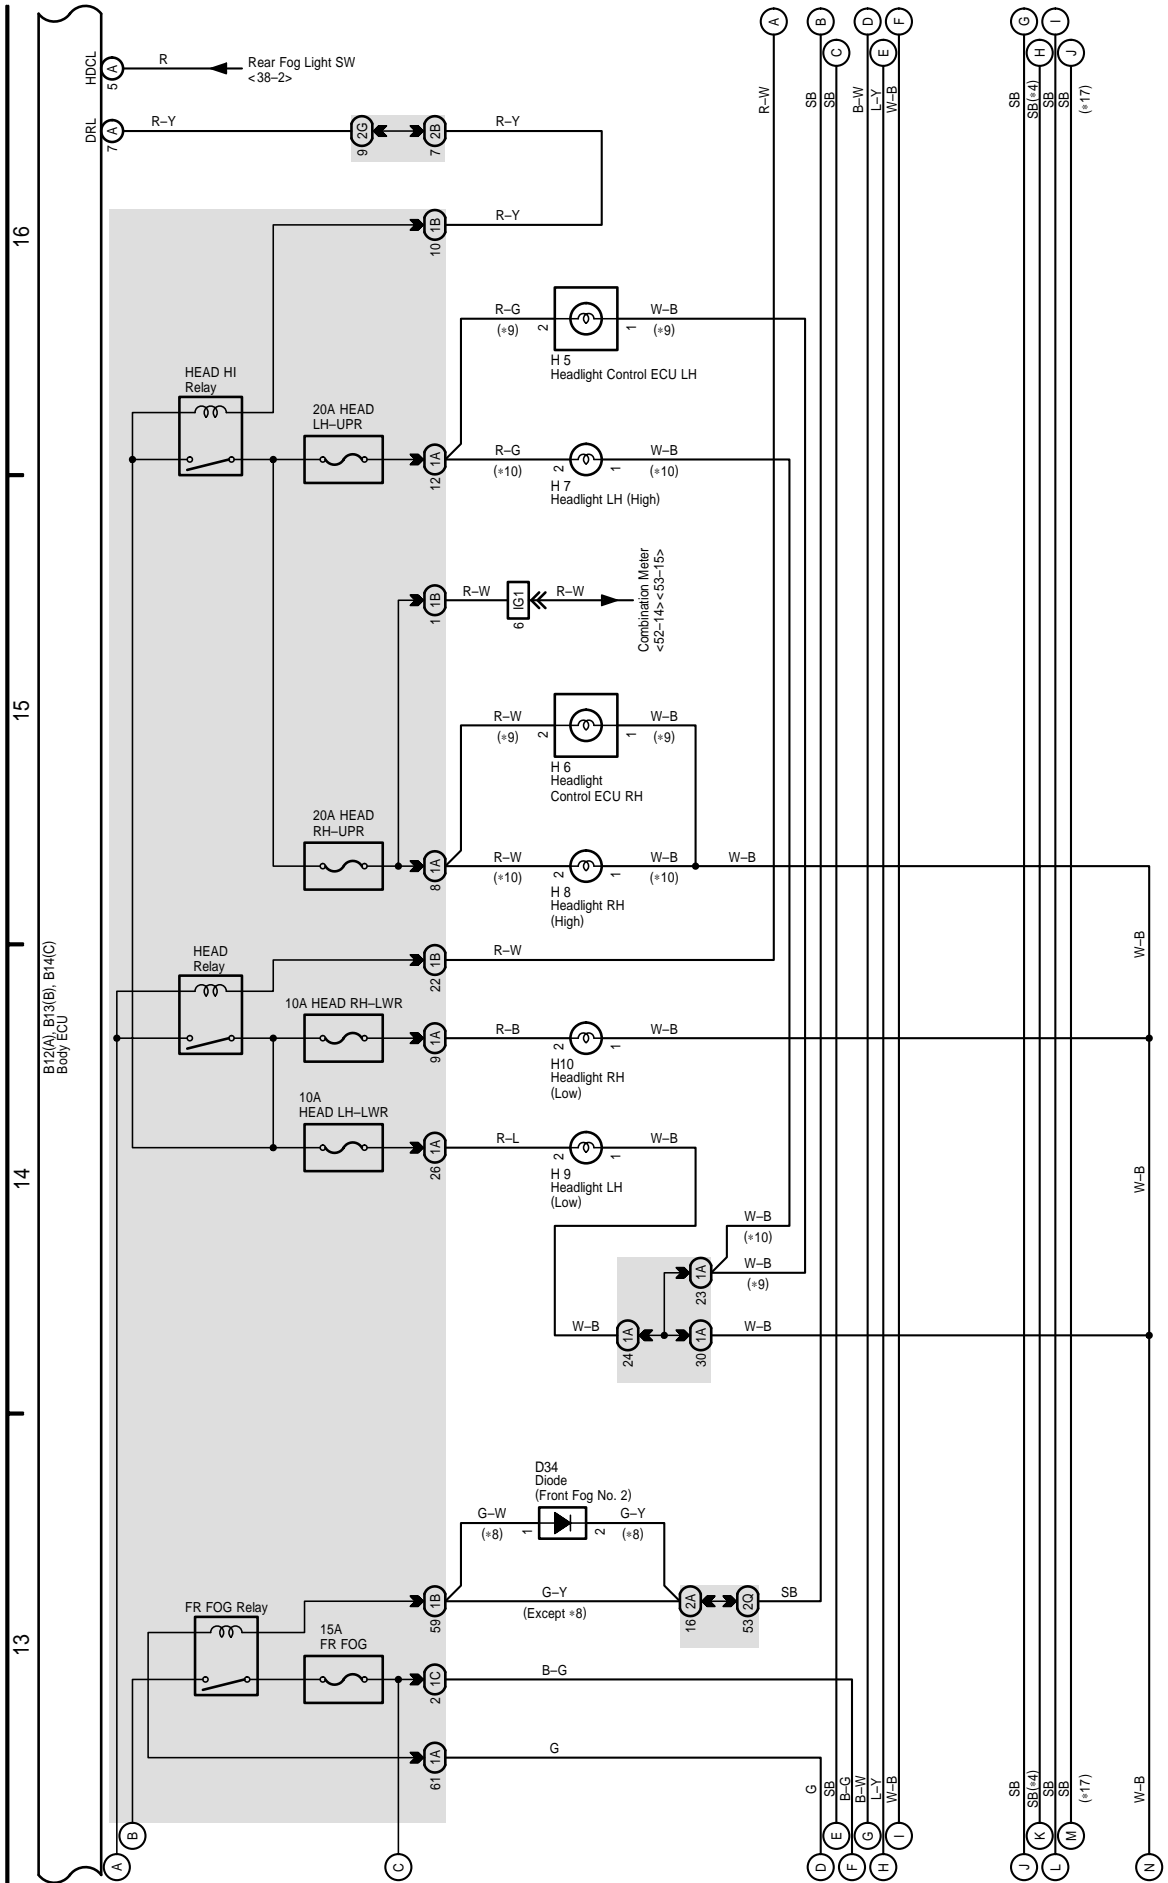 A
B
C
D
E
F
G
H
I
J
HDCL
5
A
R
Rear Fog Light SW
<38–2>
R–W
SB
SB
B–W
L–Y
W–B
SB
SB(*4)
SB
SB
(*17)
DRL
7
A
R–Y
9
2G
7
2B
R–Y
16
10
1B
R–Y
R–G
(*9)
2
1
W–B
(*9)
H 5
Headlight Control ECU LH
HEAD HI
Relay
20A HEAD
LH–UPR
12
1A
R–G
(*10)
2
1
W–B
(*10)
H 7
Headlight LH (High)
1
1B
R–W
6
IG1
R–W
Combination Meter
<52–14><53–15>
15
R–W
(*9)
2
1
W–B
(*9)
H 6
Headlight
Control ECU RH
20A HEAD
RH–UPR
8
1A
R–W
(*10)
2
1
W–B
(*10)
W–B
H 8
Headlight RH
(High)
B12(A), B13(B), B14(C)
Body ECU
HEAD
Relay
22
1B
R–W
W–B
10A HEAD RH–LWR
9
1A
R–B
2
1
W–B
H10
Headlight RH
(Low)
10A
HEAD LH–LWR
26
1A
R–L
2
1
W–B
H 9
Headlight LH
(Low)
14
W–B
W–B
(*10)
23
1A
W–B
(*9)
W–B
24
1A
30
1A
W–B
D34
Diode
(Front Fog No. 2)
G–W
(*8)
1
2
G–Y
(*8)
13
FR FOG Relay
59
1B
G–Y
(Except *8)
16
2A
53
2Q
SB
15A
FR FOG
2
1C
B–G
61
1A
G
G
SB
B–G
B–W
L–Y
W–B
SB
SB(*4)
SB
SB
(*17)
W–B
A
B
C
D
E
F
G
H
I
J
K
L
M
N